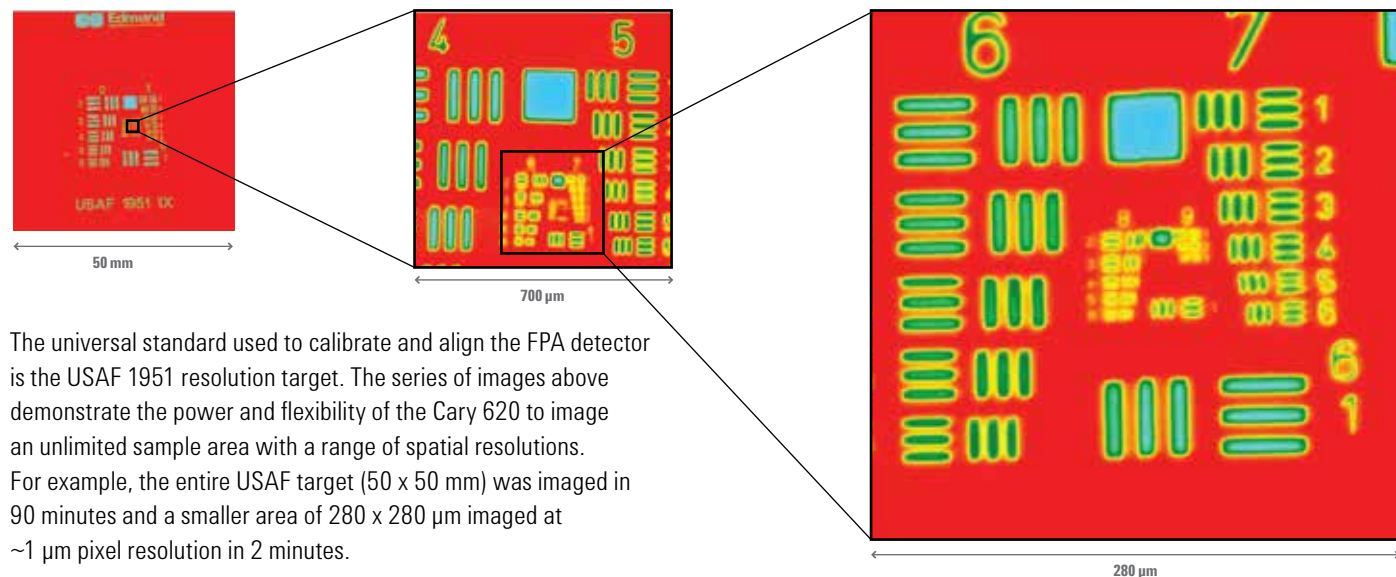 Edmund
USAF 1951 1X
50 mm
4 5
6 7
700 µm
6 7
1
2
3
4
5
6
8 9
6
1
280 µm
The universal standard used to calibrate and align the FPA detector
is the USAF 1951 resolution target. The series of images above
demonstrate the power and flexibility of the Cary 620 to image
an unlimited sample area with a range of spatial resolutions.
For example, the entire USAF target (50 x 50 mm) was imaged in
90 minutes and a smaller area of 280 x 280 µm imaged at
~1 µm pixel resolution in 2 minutes.